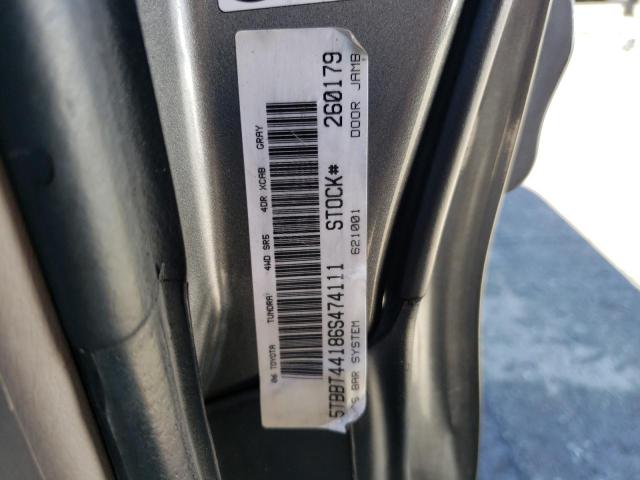 06 TOYOTA TUNDRA 4WD SR5 4DR XCAB GRAY
5TBBT44186S474111 STOCK# 260179
BAR SYSTEM 621001 DOOR JAMB